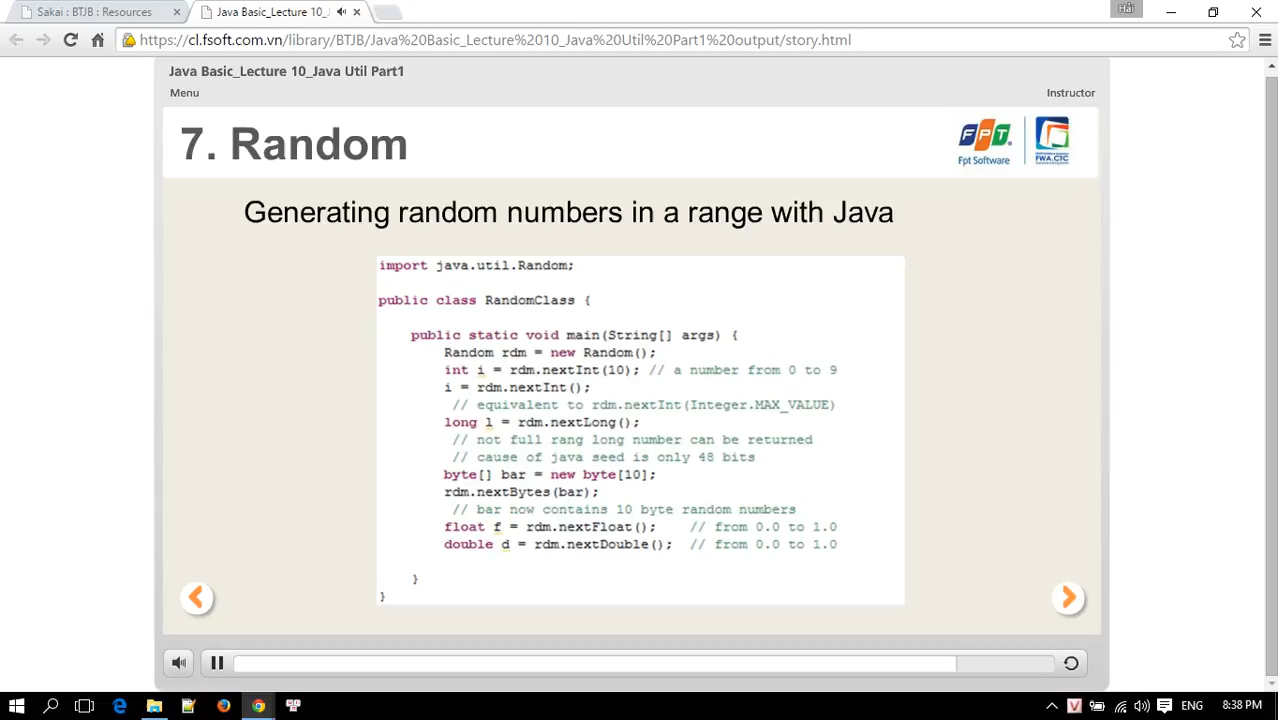 Sakai : BTJB : Resources
Java Basic_Lecture 10_J
Hải
https://cl.fsoft.com.vn/library/BTJB/Java%20Basic_Lecture%2010_Java%20Util%20Part1%20output/story.html
Java Basic_Lecture 10_Java Util Part1
Menu
Instructor
7. Random
FPT
Fpt Software
FWA.CTC
Generating random numbers in a range with Java
import java.util.Random;
public class RandomClass {
public static void main(String[] args) {
Random rdm = new Random();
int i = rdm.nextInt(10); // a number from 0 to 9
i = rdm.nextInt();
// equivalent to rdm.nextInt(Integer.MAX_VALUE)
long l = rdm.nextLong();
// not full rang long number can be returned
// cause of java seed is only 48 bits
byte[] bar = new byte[10];
rdm.nextBytes(bar);
// bar now contains 10 byte random numbers
float f = rdm.nextFloat(); // from 0.0 to 1.0
double d = rdm.nextDouble(); // from 0.0 to 1.0
}
}
V
ENG
8:38 PM